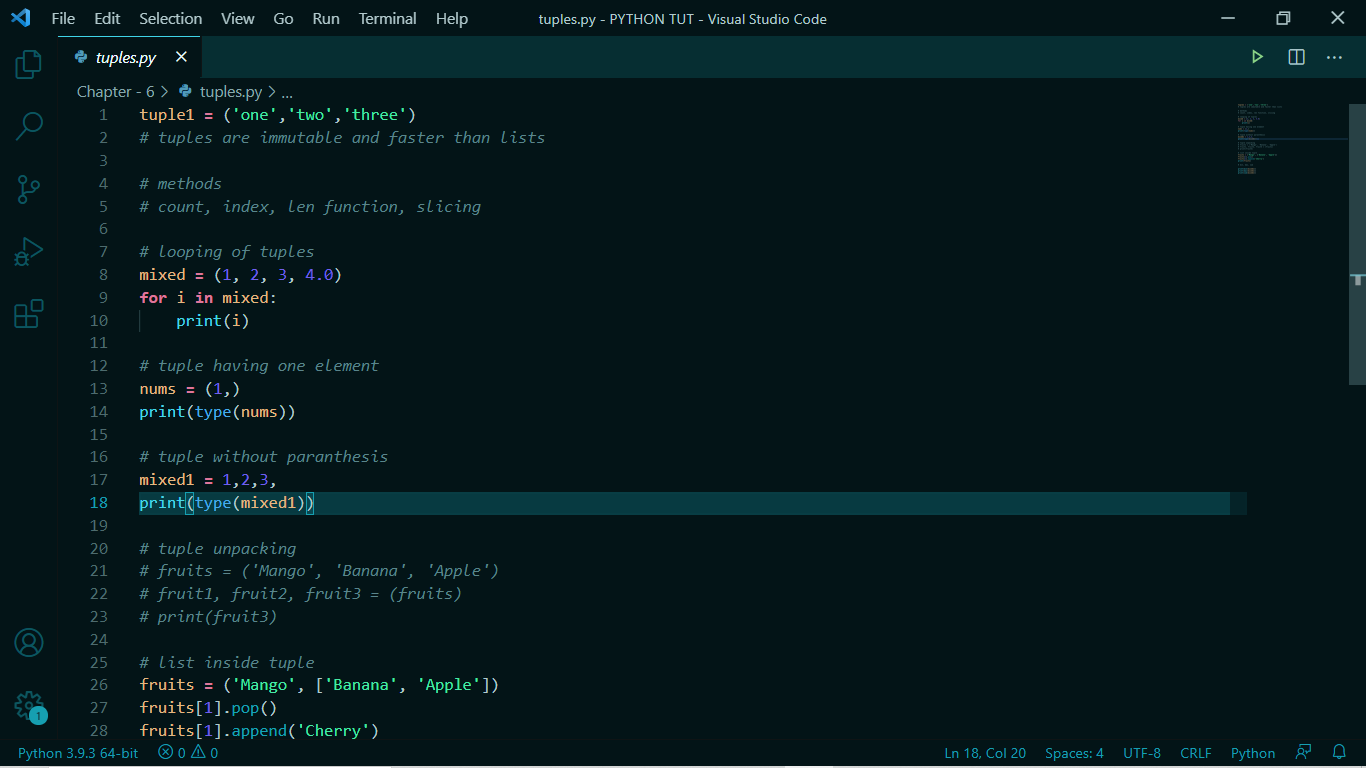 File Edit Selection View Go Run Terminal Help tuples.py - PYTHON TUT - Visual Studio Code
tuples.py
Chapter - 6 > tuples.py > ...
1 tuple1 = ('one','two','three')
2 # tuples are immutable and faster than lists
3
4 # methods
5 # count, index, len function, slicing
6
7 # looping of tuples
8 mixed = (1, 2, 3, 4.0)
9 for i in mixed:
10     print(i)
11
12 # tuple having one element
13 nums = (1,)
14 print(type(nums))
15
16 # tuple without paranthesis
17 mixed1 = 1,2,3,
18 print(type(mixed1))
19
20 # tuple unpacking
21 # fruits = ('Mango', 'Banana', 'Apple')
22 # fruit1, fruit2, fruit3 = (fruits)
23 # print(fruit3)
24
25 # list inside tuple
26 fruits = ('Mango', ['Banana', 'Apple'])
27 fruits[1].pop()
28 fruits[1].append('Cherry')
1
Python 3.9.3 64-bit 0 0 Ln 18, Col 20 Spaces: 4 UTF-8 CRLF Python